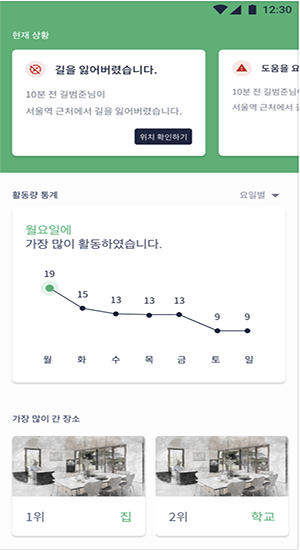 12:30
현재 상황
길을 잃어버렸습니다.
10분 전 길범준님이
서울역 근처에서 길을 잃어버렸습니다.
위치 확인하기
도움을 요
10분 전 길범준
서울역 근처에
활동량 통계
요일별
월요일에
가장 많이 활동하였습니다.
19
15
13
13
13
9
9
월 화 수 목 금 토 일
가장 많이 간 장소
1위 집
2위 학교